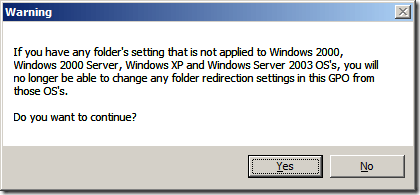 Warning
If you have any folder's setting that is not applied to Windows 2000,
Windows 2000 Server, Windows XP and Windows Server 2003 OS's, you will
no longer be able to change any folder redirection settings in this GPO from
those OS's.
Do you want to continue?
Yes No